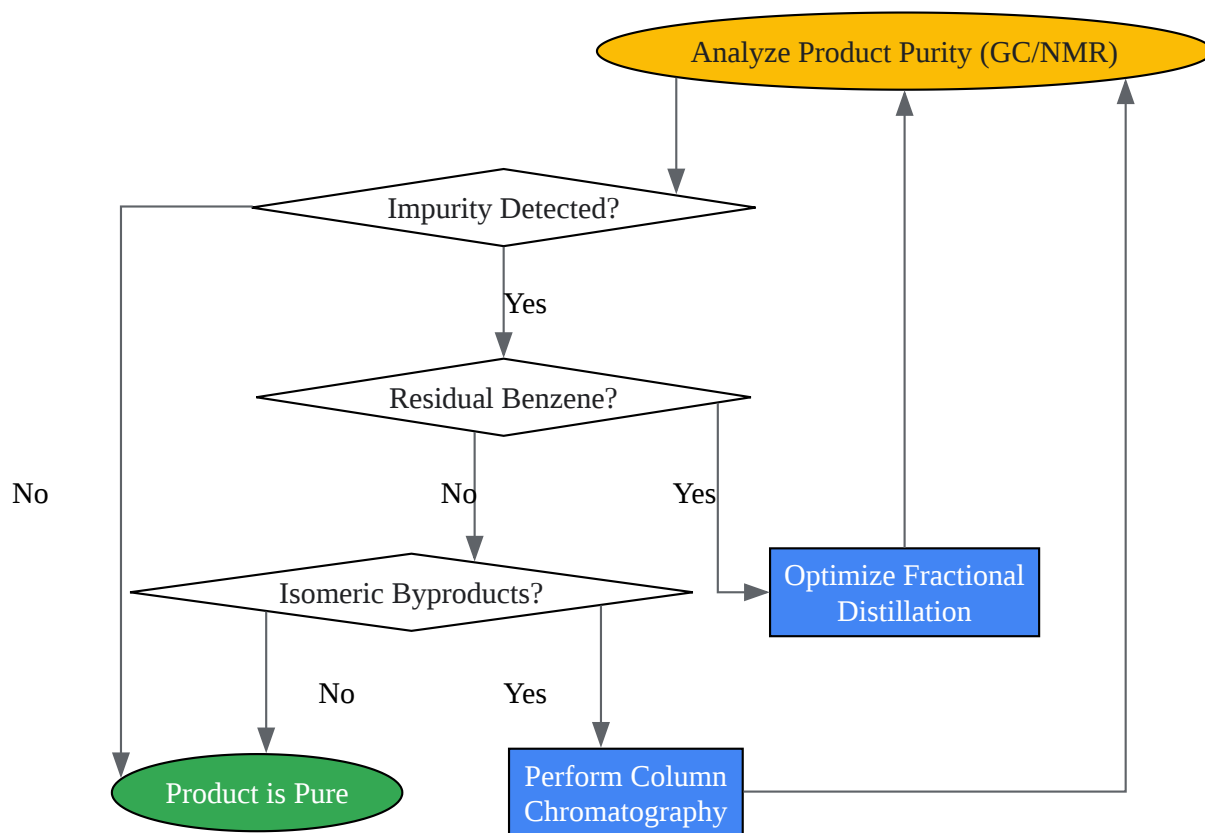 Analyze Product Purity (GC/NMR)
Impurity Detected?
Yes
Residual Benzene?
No
No
Yes
Optimize Fractional
Distillation
Isomeric Byproducts?
No
Yes
Product is Pure
Perform Column
Chromatography